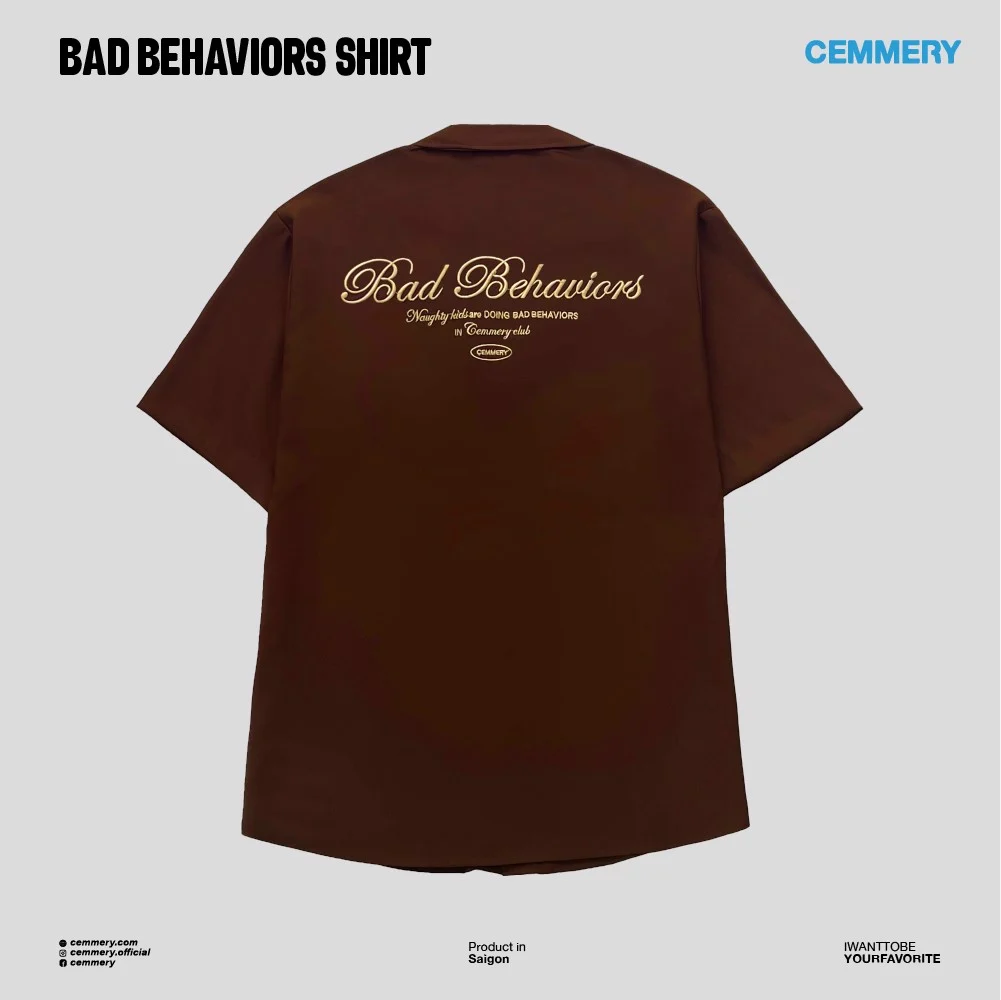 BAD BEHAVIORS SHIRT
CEMMERY
Bad Behaviors
Naughty kids are DOING BAD BEHAVIORS
IN Cemmery club
CEMMERY
cemmery.com
cemmery.official
cemmery
Product in
Saigon
IWANTTOBE
YOURFAVORITE